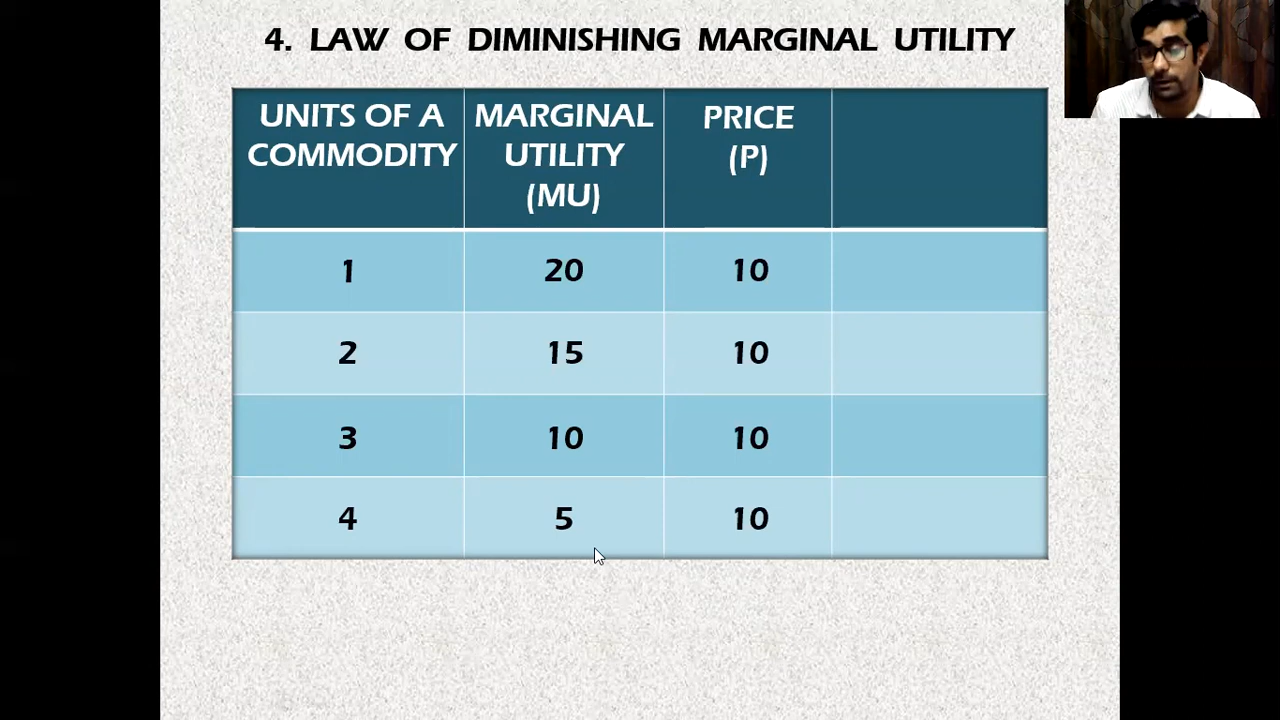 4. LAW OF DIMINISHING MARGINAL UTILITY
UNITS OF A
COMMODITY
MARGINAL
UTILITY
(MU)
PRICE
(P)
1 20 10
2 15 10
3 10 10
4 5 10